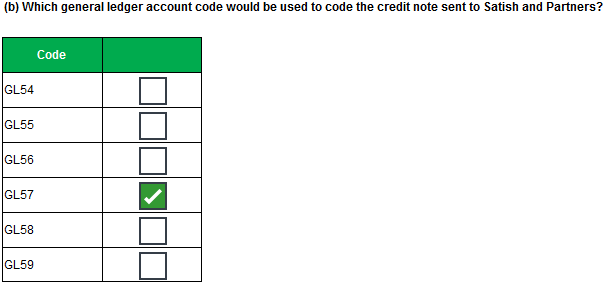 (b) Which general ledger account code would be used to code the credit note sent to Satish and Partners?
Code
GL54
GL55
GL56
GL57
GL58
GL59